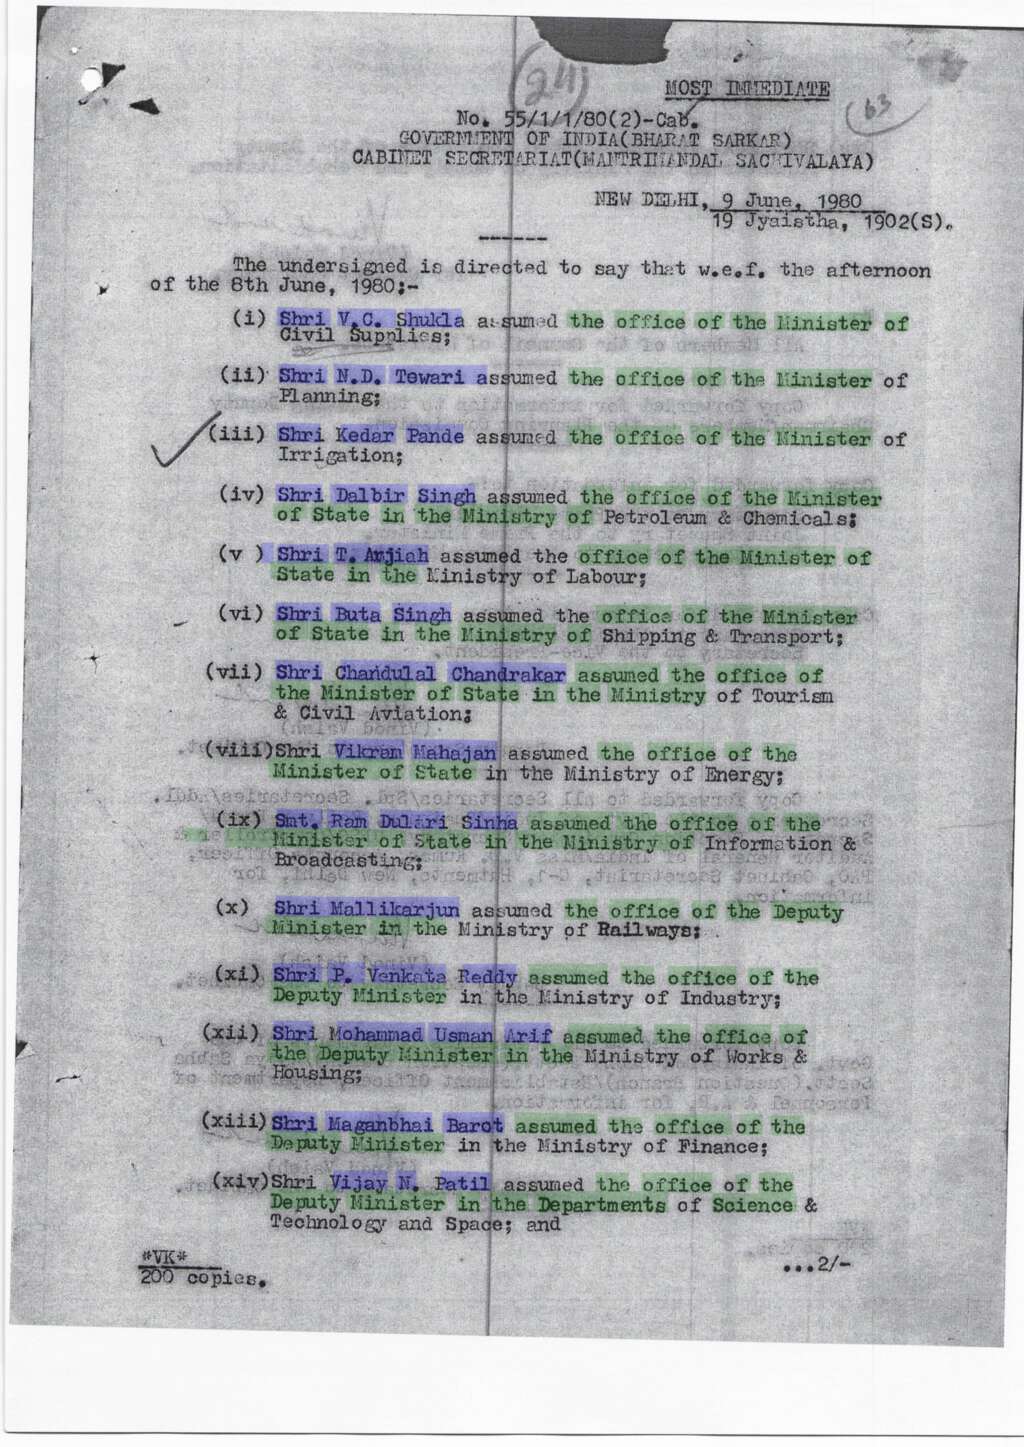 24
MOST IMMEDIATE
63
No. 55/1/1/80(2)-Cab.
GOVERNMENT OF INDIA(BHARAT SARKAR)
CABINET SECRETARIAT(MANTRIMANDAL SACHIVALAYA)
NEW DELHI, 9 June, 1980
19 Jyaistha, 1902(S).
The undersigned is directed to say that w.e.f. the afternoon
of the 8th June, 1980:-
(i) Shri V.C. Shukla assumed the office of the Minister of
Civil Supplies;
(ii) Shri N.D. Tewari assumed the office of the Minister of
Planning;
(iii) Shri Kedar Pande assumed the office of the Minister of
Irrigation;
(iv) Shri Dalbir Singh assumed the office of the Minister
of State in the Ministry of Petroleum & Chemicals;
(v ) Shri T. Anjiah assumed the office of the Minister of
State in the Ministry of Labour;
(vi) Shri Buta Singh assumed the office of the Minister
of State in the Ministry of Shipping & Transport;
(vii) Shri Chandulal Chandrakar assumed the office of
the Minister of State in the Ministry of Tourism
& Civil Aviation;
(viii)Shri Vikram Mahajan assumed the office of the
Minister of State in the Ministry of Energy;
(ix) Smt. Ram Dulari Sinha assumed the office of the
Minister of State in the Ministry of Information &
Broadcasting;
(x) Shri Mallikarjun assumed the office of the Deputy
Minister in the Ministry of Railways;
(xi) Shri P. Venkata Reddy assumed the office of the
Deputy Minister in the Ministry of Industry;
(xii) Shri Mohammad Usman Arif assumed the office of
the Deputy Minister in the Ministry of Works &
Housing;
(xiii) Shri Maganbhai Barot assumed the office of the
Deputy Minister in the Ministry of Finance;
(xiv)Shri Vijay N. Patil assumed the office of the
Deputy Minister in the Departments of Science &
Technology and Space; and
*VK*
200 copies.
...2/-